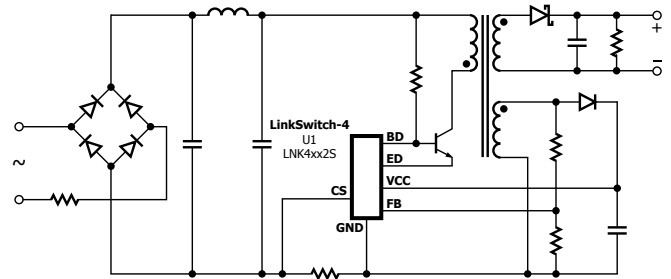 +
−
LinkSwitch-4
U1
LNK4xx2S
BD
ED
~
VCC
CS
FB
GND